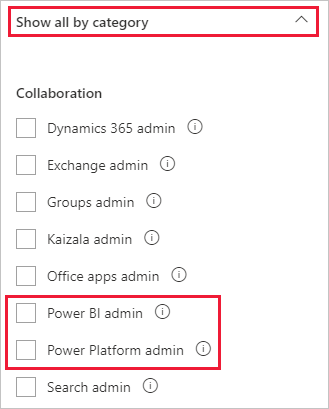 Show all by category
Collaboration
Dynamics 365 admin
Exchange admin
Groups admin
Kaizala admin
Office apps admin
Power BI admin
Power Platform admin
Search admin